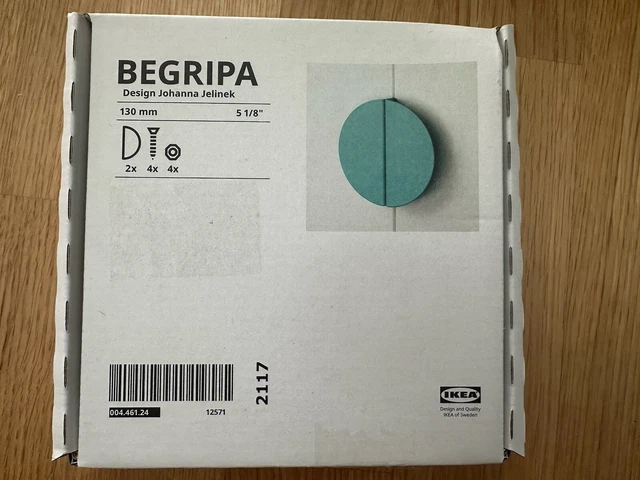 BEGRIPA
Design Johanna Jelinek
130 mm 5 1/8"
2x 4x 4x
2117
004.461.24 12571
IKEA
Design and Quality
IKEA of Sweden